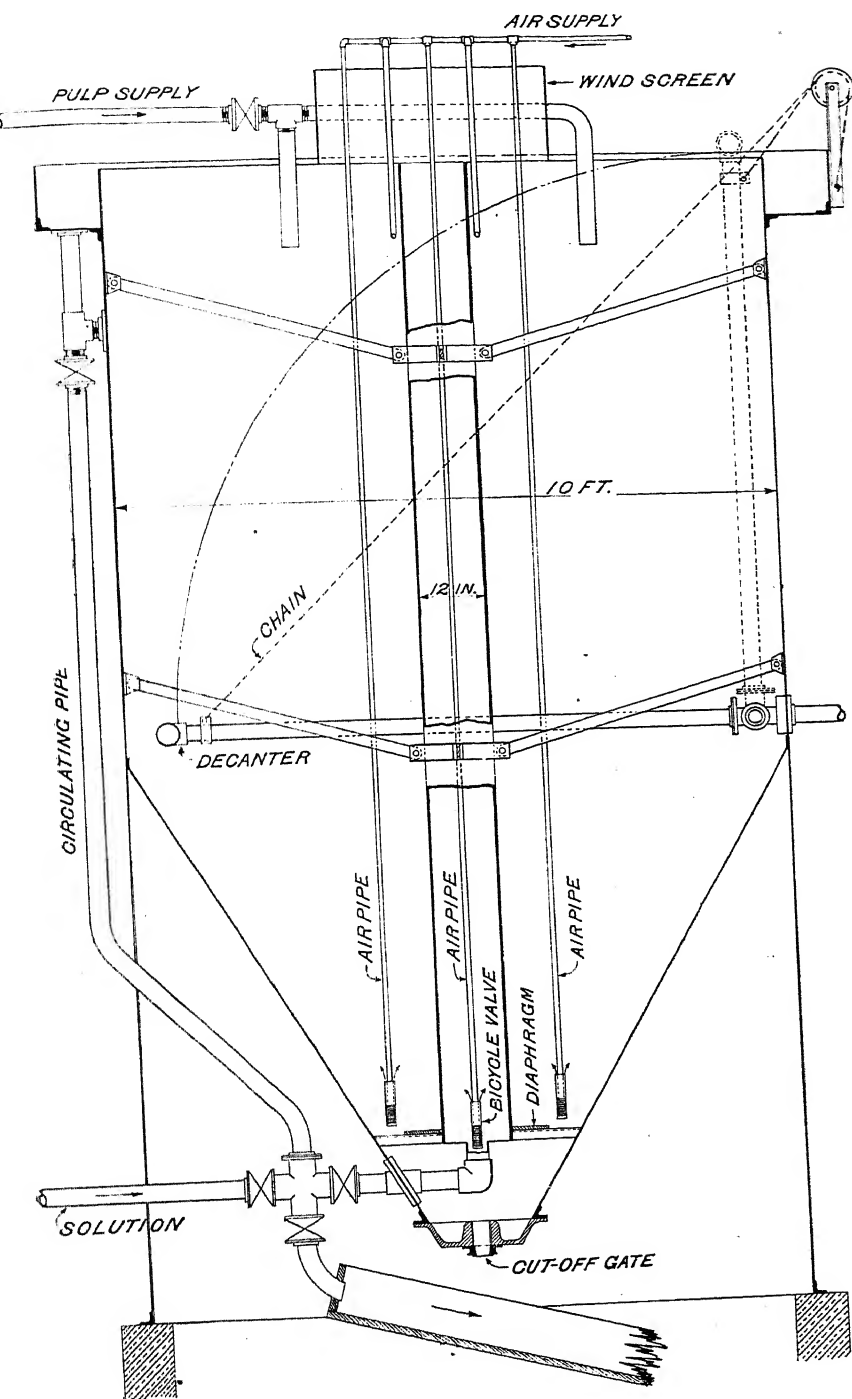 AIR SUPPLY
WIND SCREEN
PULP SUPPLY
10 FT.
12 IN.
CHAIN
CIRCULATING PIPE
DECANTER
AIR PIPE
AIR PIPE
AIR PIPE
BICYCLE VALVE
DIAPHRAGM
SOLUTION
CUT-OFF GATE